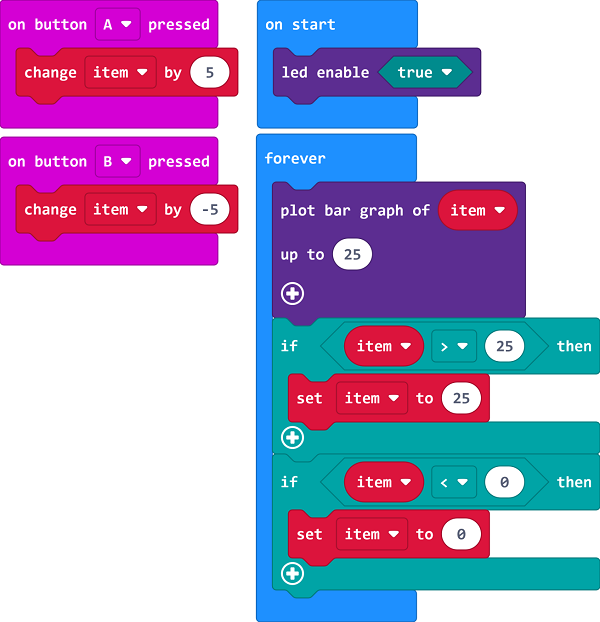 on button A pressed
change item by 5
on button B pressed
change item by -5
on start
led enable true
forever
plot bar graph of item
up to 25
if item > 25 then
set item to 25
if item < 0 then
set item to 0